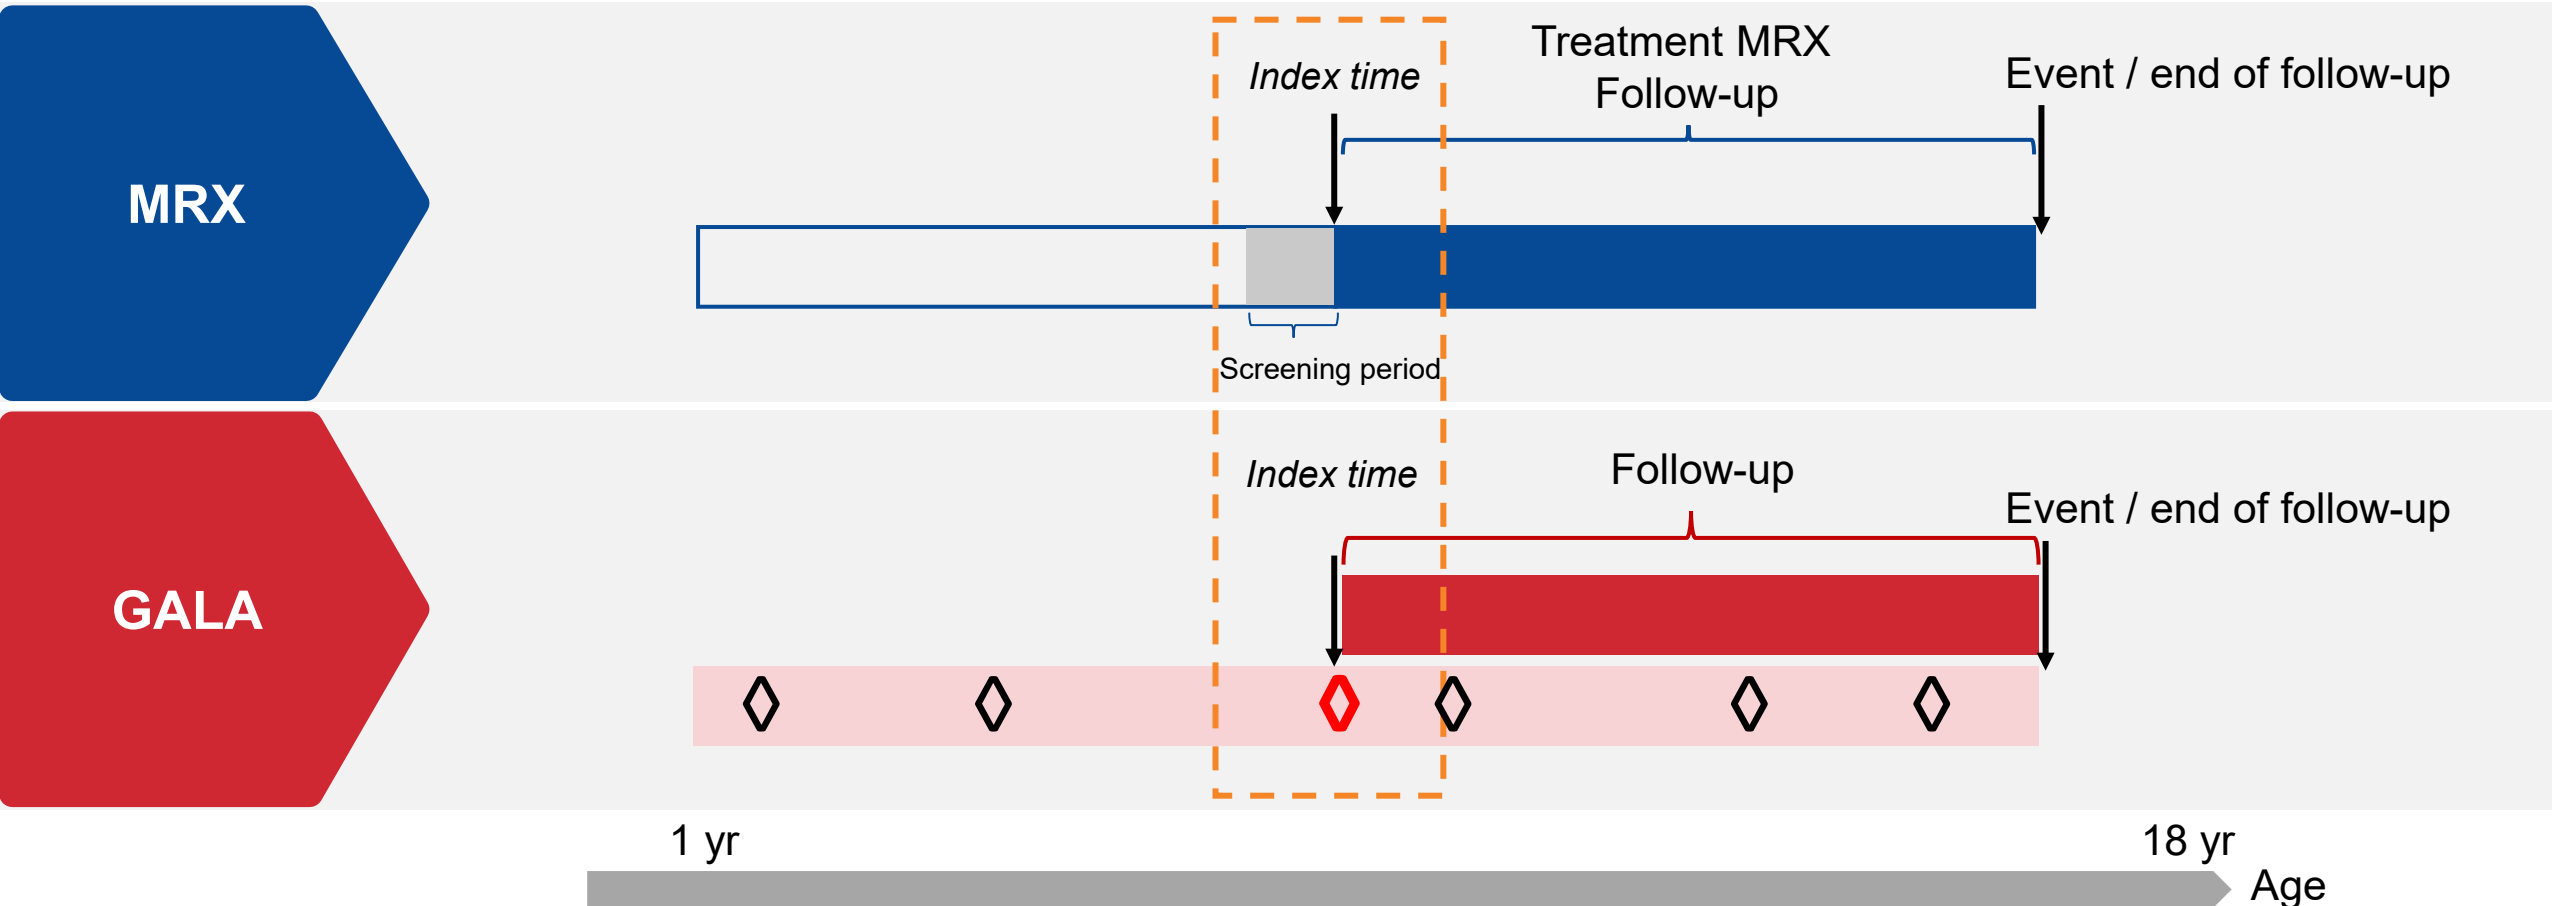 MRX
Index time
Treatment MRX
Follow-up
Event / end of follow-up
Screening period
GALA
Index time
Follow-up
Event / end of follow-up
1 yr
18 yr
Age